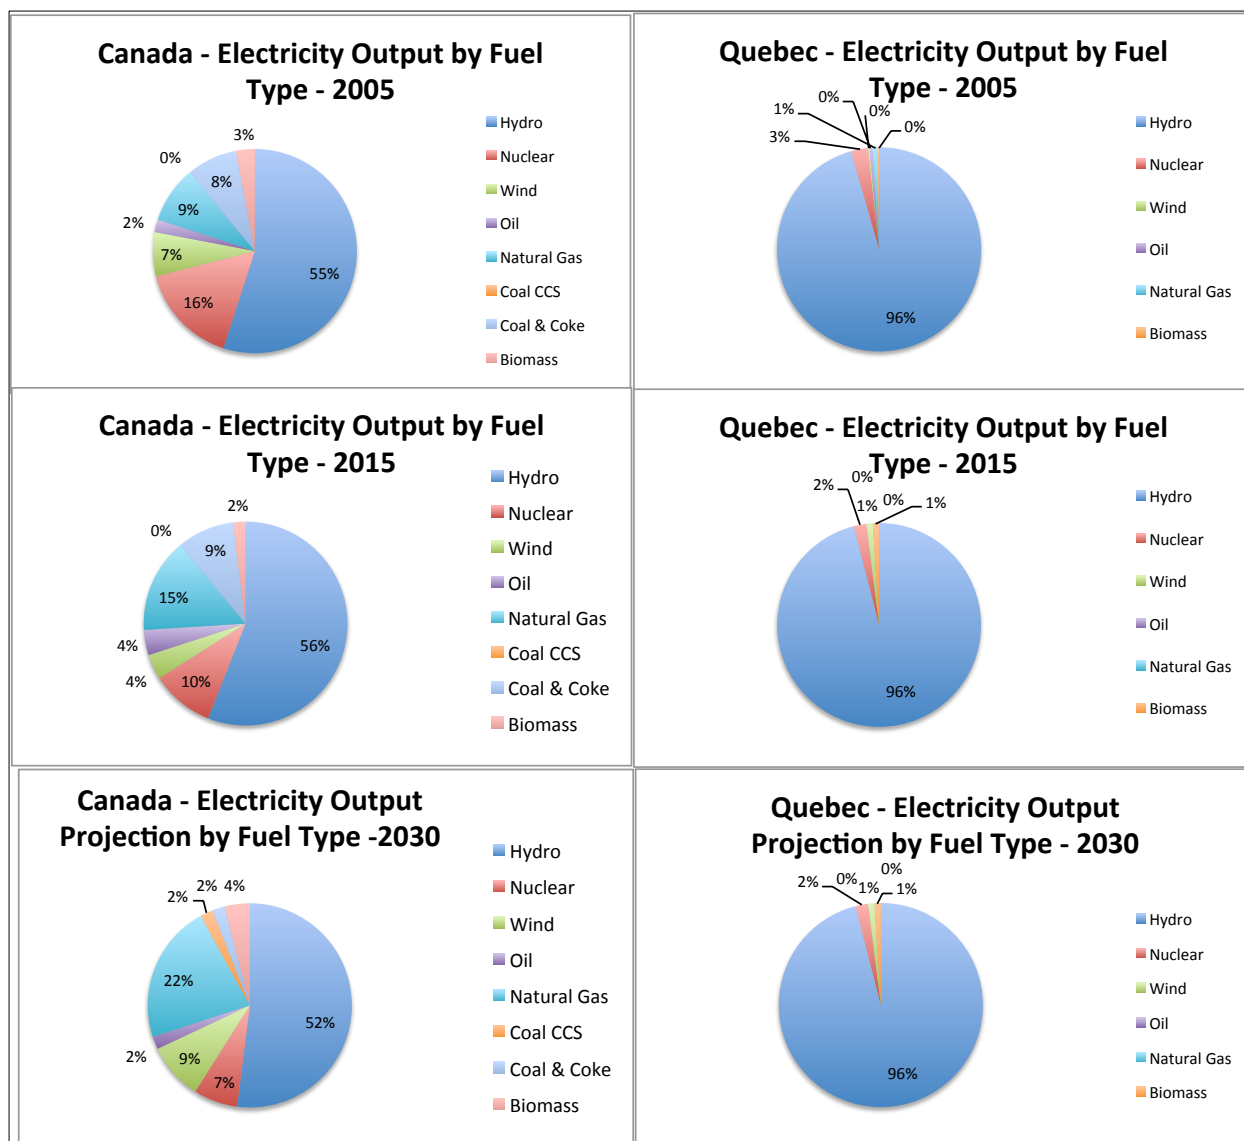 Canada - Electricity Output by Fuel
Type - 2005
3%
0%
8%
9%
2%
7%
55%
16%
Hydro
Nuclear
Wind
Oil
Natural Gas
Coal CCS
Coal & Coke
Biomass
Quebec - Electricity Output by Fuel
Type - 2005
0%
0%
1%
0%
3%
96%
Hydro
Nuclear
Wind
Oil
Natural Gas
Biomass
Canada - Electricity Output by Fuel
Type - 2015
2%
0%
9%
15%
4%
56%
4%
10%
Hydro
Nuclear
Wind
Oil
Natural Gas
Coal CCS
Coal & Coke
Biomass
Quebec - Electricity Output by Fuel
Type - 2015
0%
2%
0%
1%
1%
96%
Hydro
Nuclear
Wind
Oil
Natural Gas
Biomass
Canada - Electricity Output
Projection by Fuel Type -2030
2%
4%
2%
22%
52%
2%
9%
7%
Hydro
Nuclear
Wind
Oil
Natural Gas
Coal CCS
Coal & Coke
Biomass
Quebec - Electricity Output
Projection by Fuel Type - 2030
0%
2%
0%
1%
1%
96%
Hydro
Nuclear
Wind
Oil
Natural Gas
Biomass